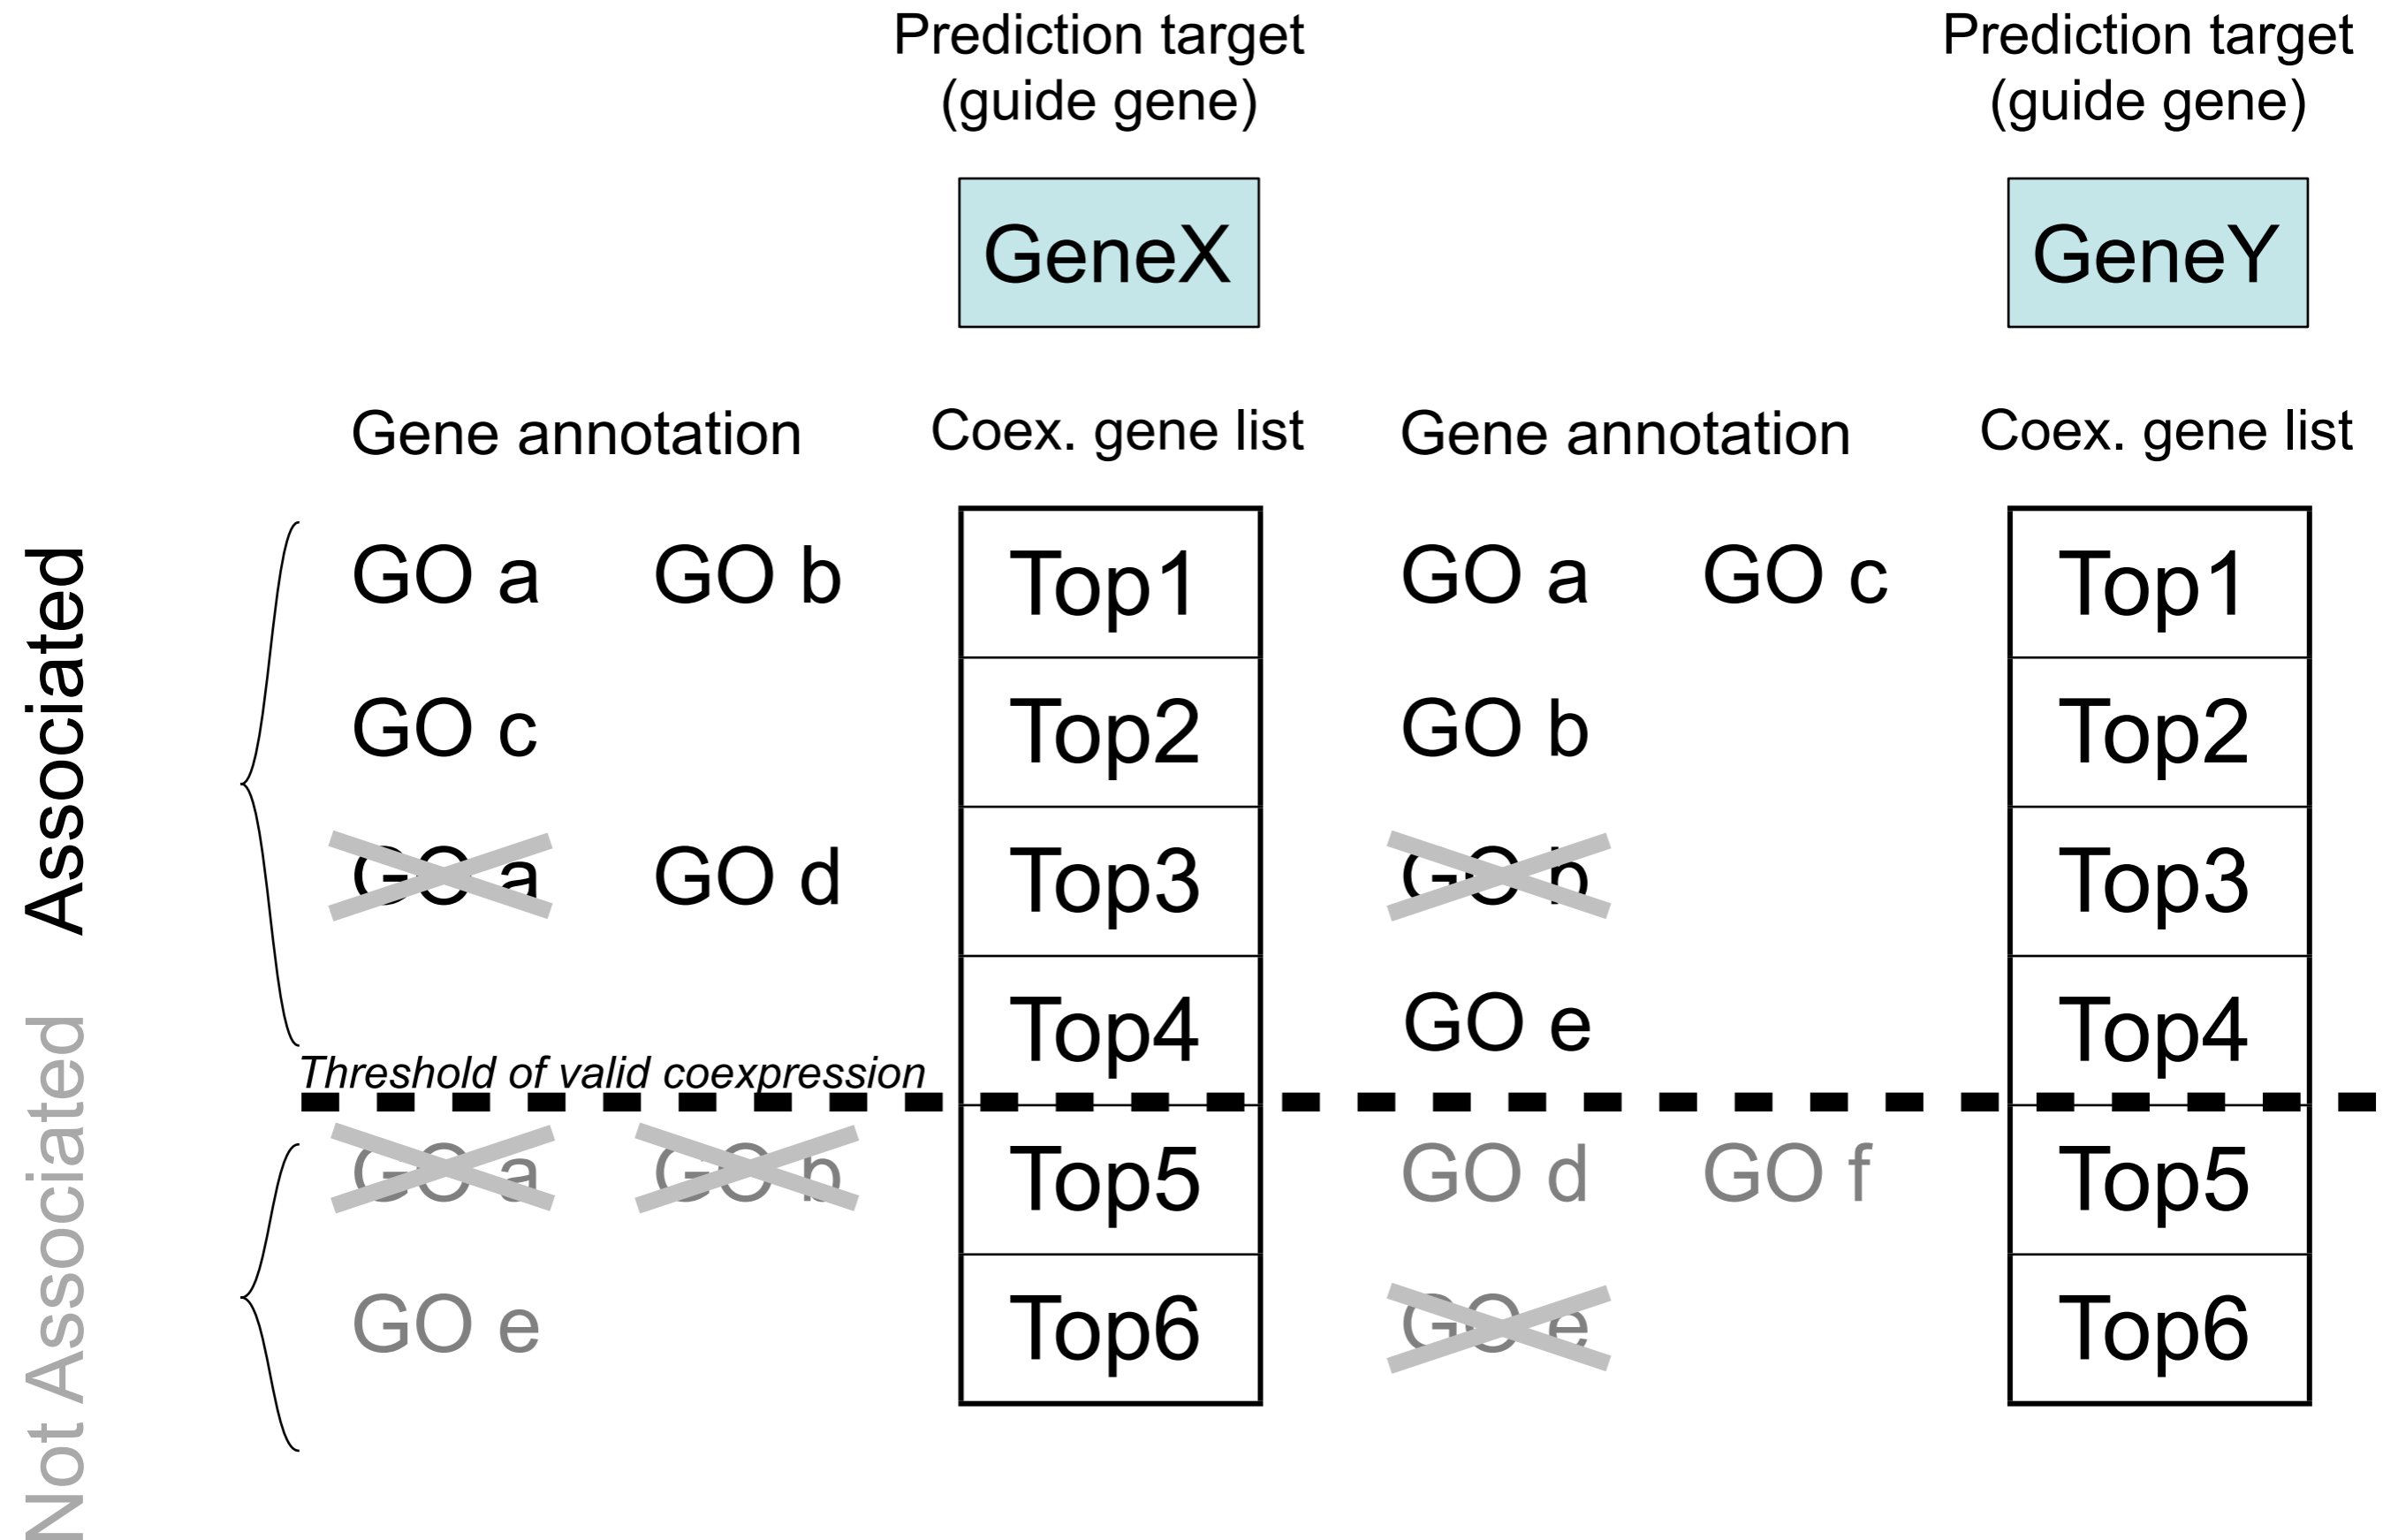 Prediction target
(guide gene)
Prediction target
(guide gene)
GeneX
GeneY
Gene annotation
Coex. gene list
Gene annotation
Coex. gene list
Associated
GO a GO b Top1 GO a GO c Top1
GO c Top2 GO b Top2
GO a GO d Top3 GO b Top3
Top4 GO e Top4
Threshold of valid coexpression
Not Associated
GO a GO b Top5 GO d GO f Top5
GO e Top6 GO e Top6